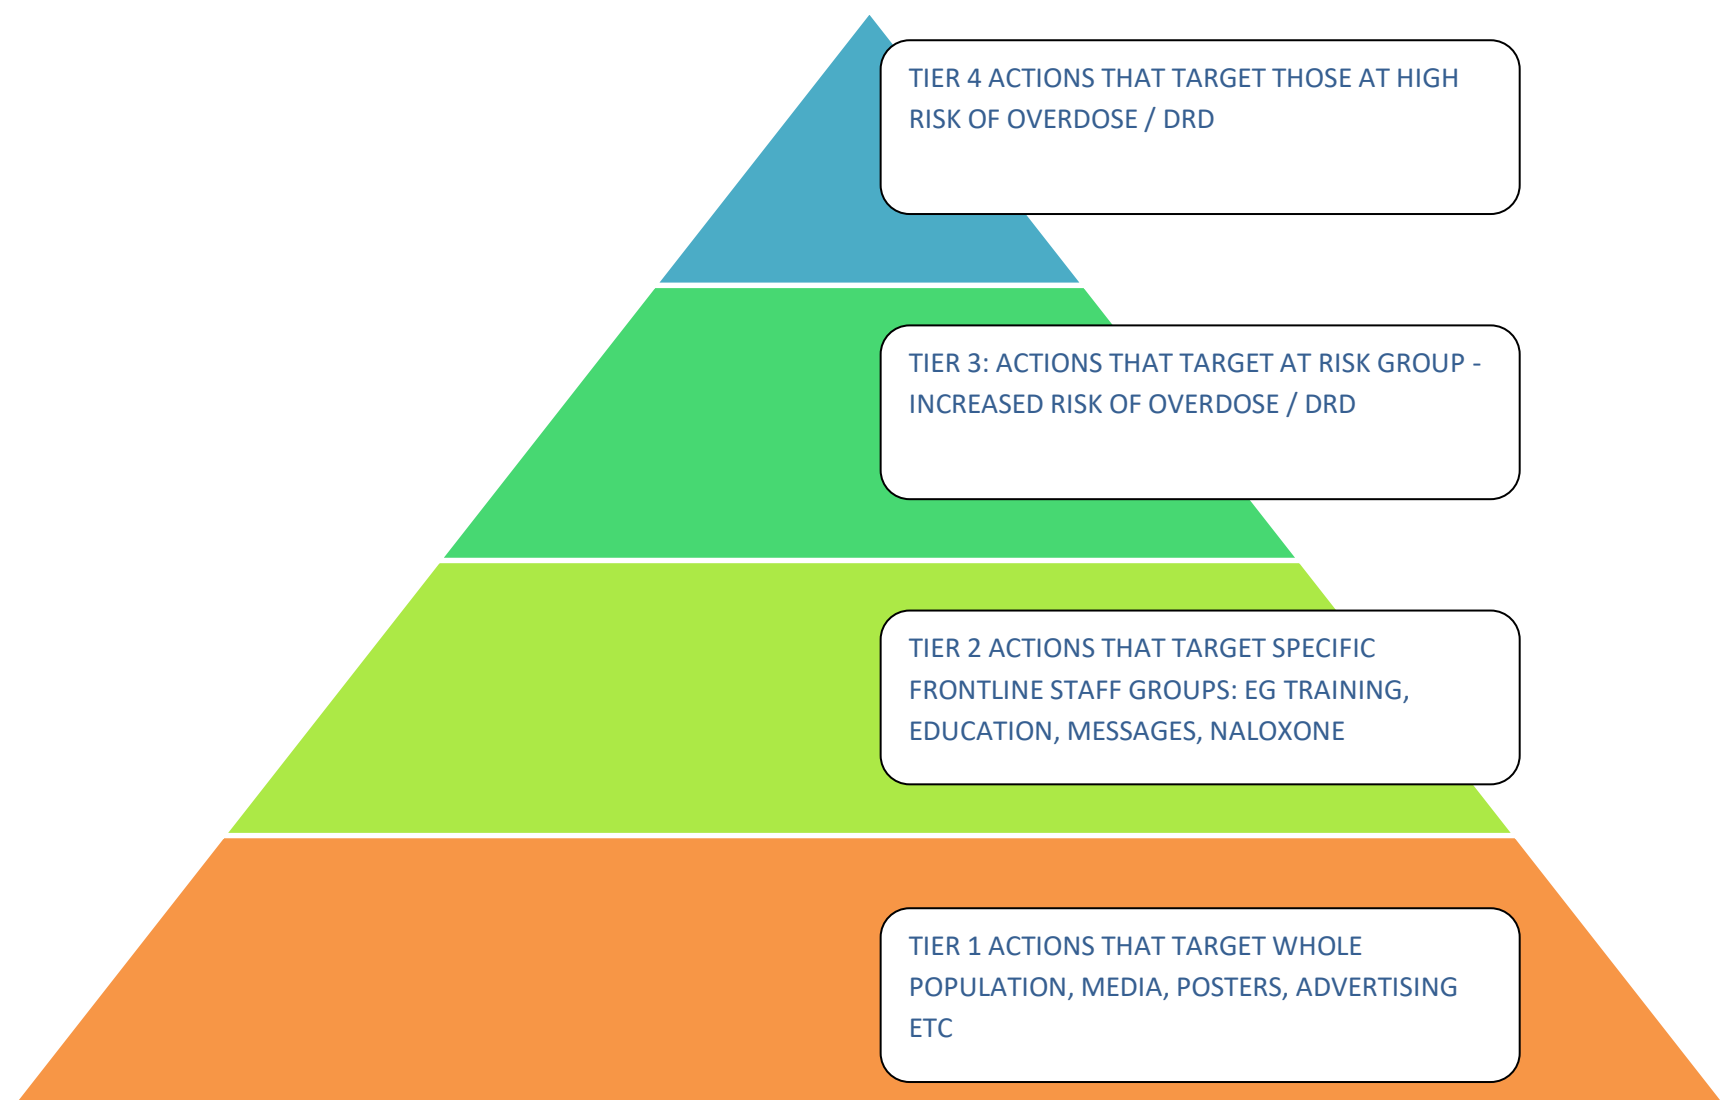 TIER 4 ACTIONS THAT TARGET THOSE AT HIGH
RISK OF OVERDOSE / DRD
TIER 3: ACTIONS THAT TARGET AT RISK GROUP -
INCREASED RISK OF OVERDOSE / DRD
TIER 2 ACTIONS THAT TARGET SPECIFIC
FRONTLINE STAFF GROUPS: EG TRAINING,
EDUCATION, MESSAGES, NALOXONE
TIER 1 ACTIONS THAT TARGET WHOLE
POPULATION, MEDIA, POSTERS, ADVERTISING
ETC